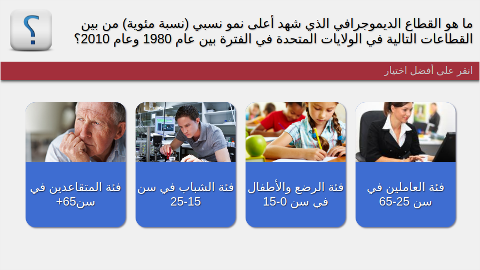 ما هو القطاع الديموجرافي الذي شهد أعلى نمو نسبي (نسبة مئوية) من بين
القطاعات التالية في الولايات المتحدة في الفترة بين عام 1980 وعام 2010؟
؟
انقر على أفضل اختيار
فئة العاملين في
سن 25-65
فئة الرضع والأطفال
في سن 0-15
فئة الشباب في سن
15-25
فئة المتقاعدين في
سن65+